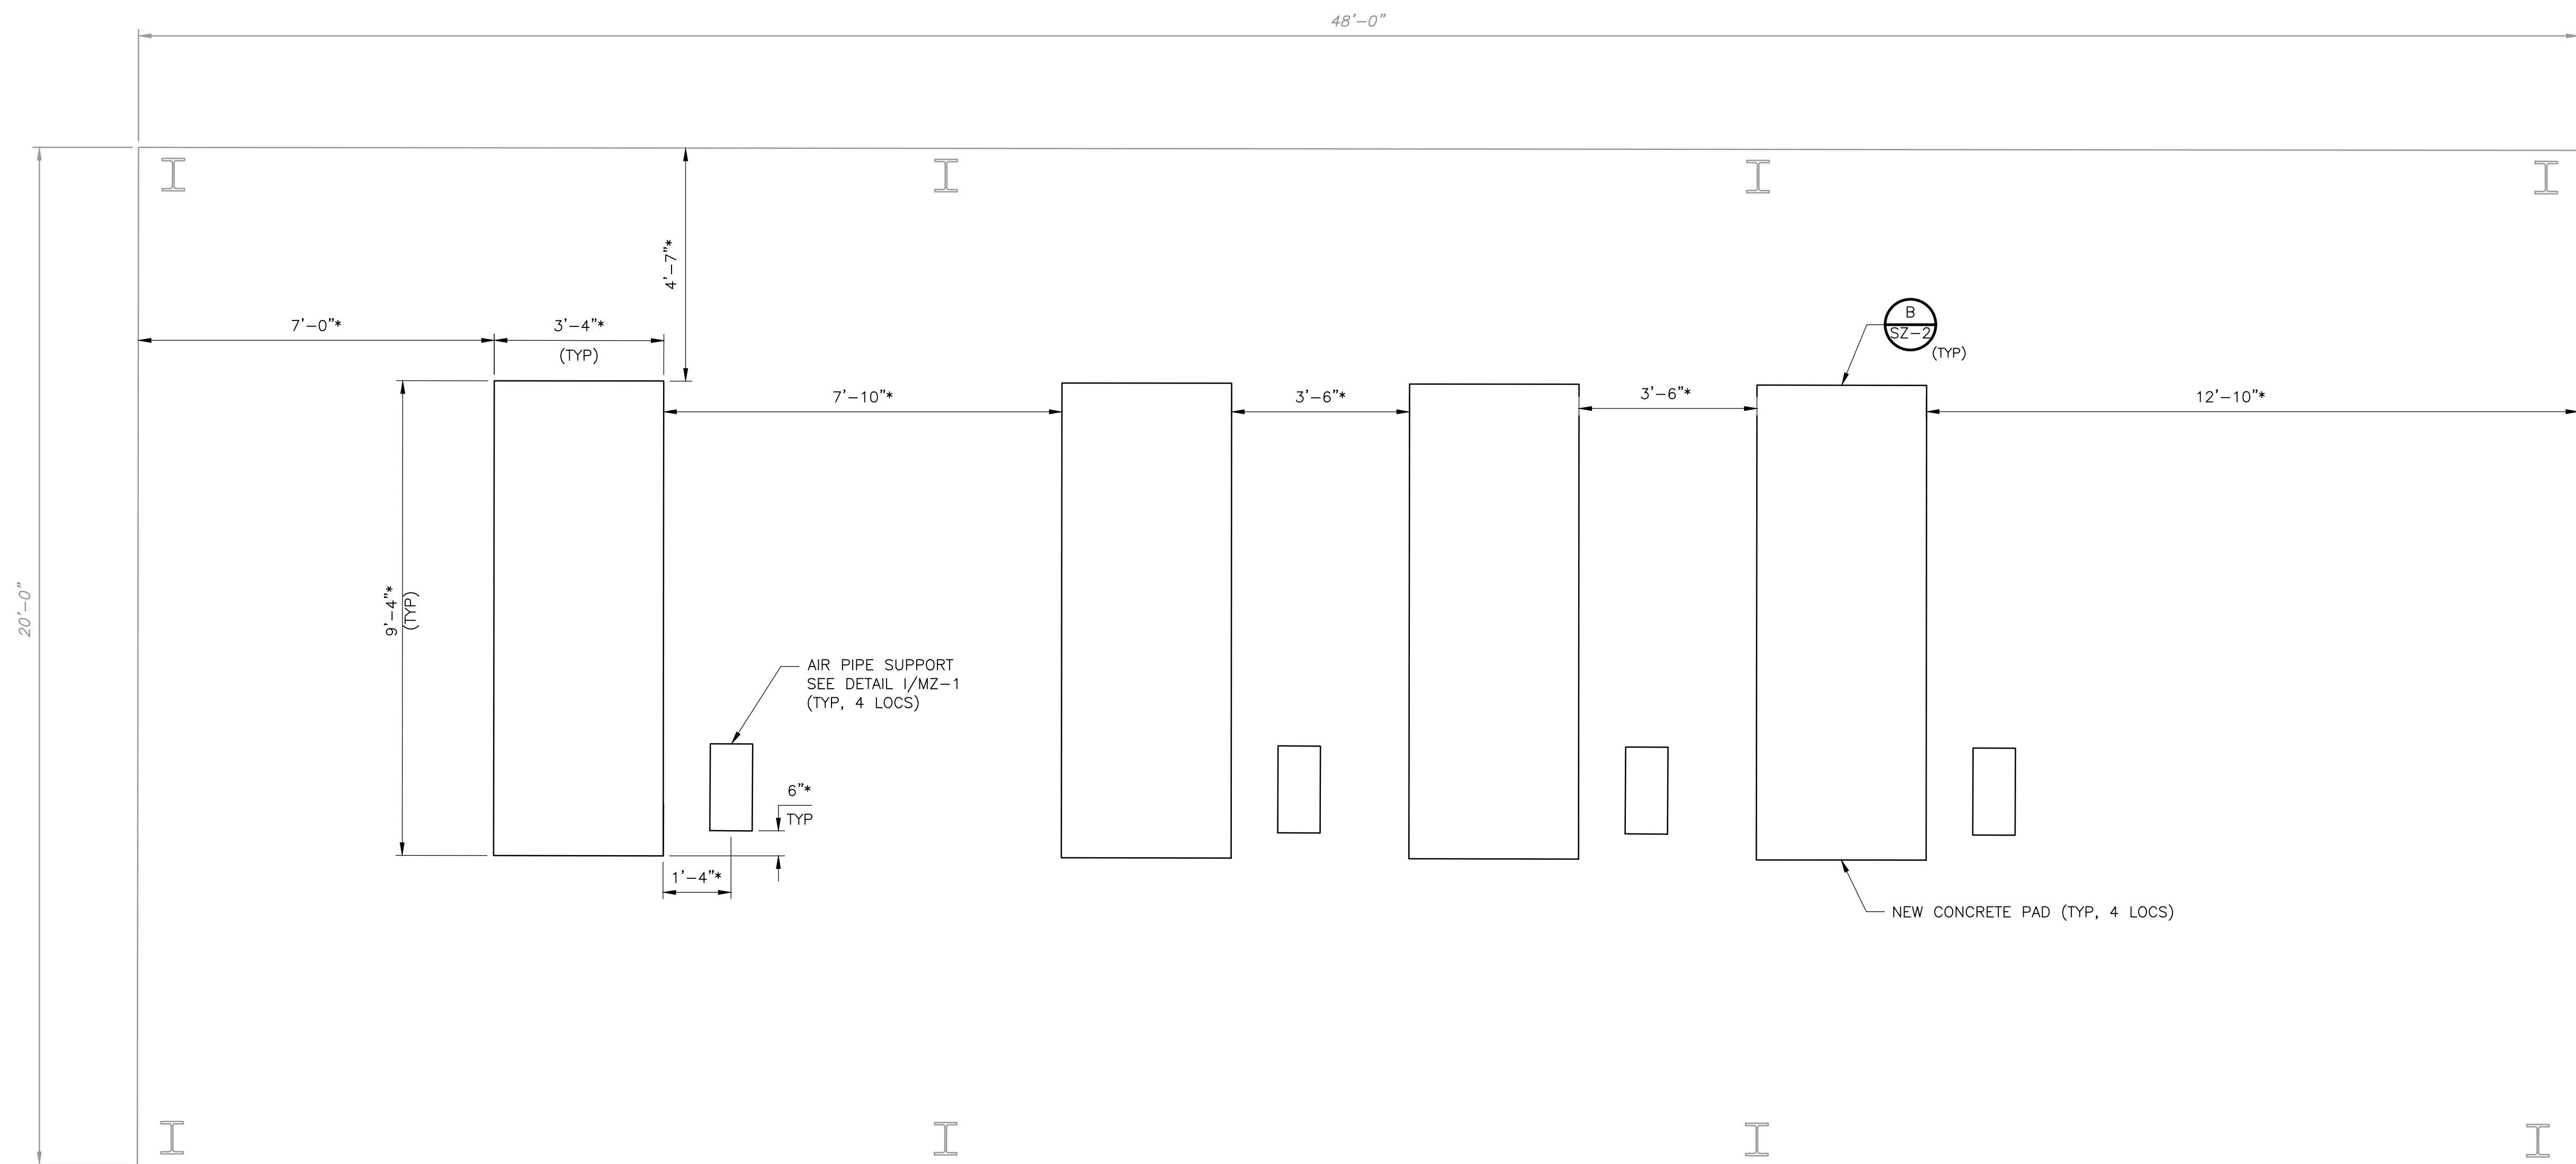 48'-0"
20'-0"
4'-7"*
7'-0"*
3'-4"*
(TYP)
B
SZ-2
(TYP)
7'-10"*
3'-6"*
3'-6"*
12'-10"*
9'-4"*
(TYP)
AIR PIPE SUPPORT
SEE DETAIL I/MZ-1
(TYP, 4 LOCS)
6"*
TYP
1'-4"*
NEW CONCRETE PAD (TYP, 4 LOCS)